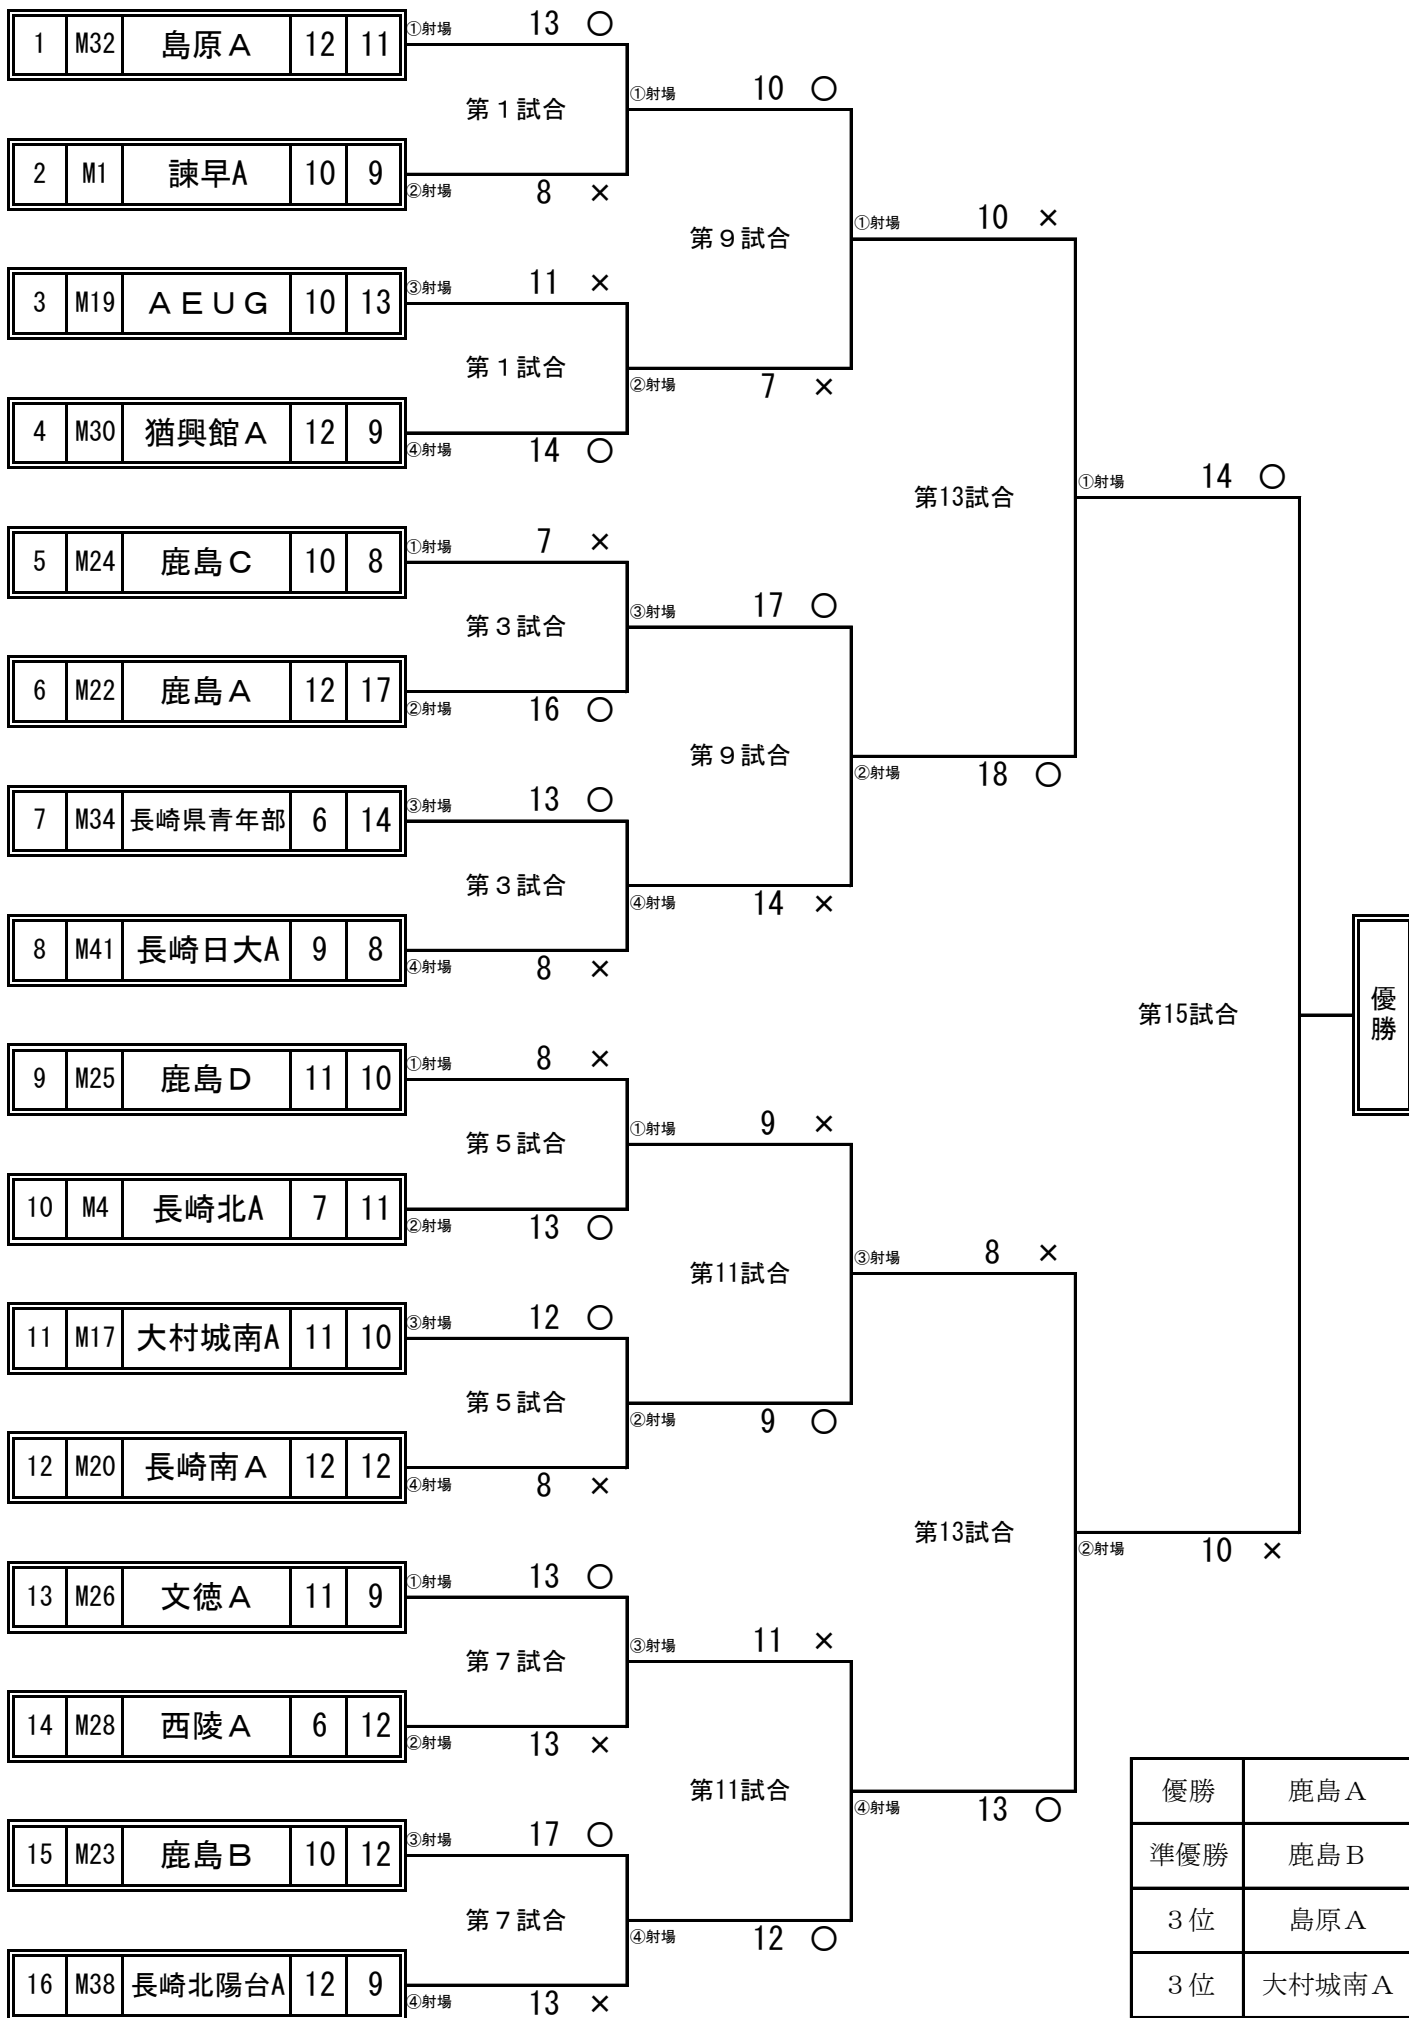 1 M32 島原Ａ 12 11
①射場 13 ○
第１試合
2 M1 諫早A 10 9
②射場 8 ×
①射場 10 ○
第９試合
3 M19 ＡＥＵＧ 10 13
③射場 11 ×
第１試合
4 M30 猶興館Ａ 12 9
④射場 14 ○
②射場 7 ×
①射場 10 ×
第13試合
5 M24 鹿島Ｃ 10 8
①射場 7 ×
第３試合
6 M22 鹿島Ａ 12 17
②射場 16 ○
③射場 17 ○
第９試合
7 M34 長崎県青年部 6 14
③射場 13 ○
第３試合
8 M41 長崎日大A 9 8
④射場 8 ×
④射場 14 ×
②射場 18 ○
①射場 14 ○
第15試合
優勝
9 M25 鹿島Ｄ 11 10
①射場 8 ×
第５試合
10 M4 長崎北A 7 11
②射場 13 ○
①射場 9 ×
第11試合
11 M17 大村城南A 11 10
③射場 12 ○
第５試合
12 M20 長崎南Ａ 12 12
④射場 8 ×
②射場 9 ○
③射場 8 ×
第13試合
13 M26 文徳Ａ 11 9
①射場 13 ○
第７試合
14 M28 西陵Ａ 6 12
②射場 13 ×
③射場 11 ×
第11試合
15 M23 鹿島Ｂ 10 12
③射場 17 ○
第７試合
16 M38 長崎北陽台A 12 9
④射場 13 ×
④射場 12 ○
④射場 13 ○
②射場 10 ×
優勝 鹿島Ａ
準優勝 鹿島Ｂ
３位 島原Ａ
３位 大村城南Ａ